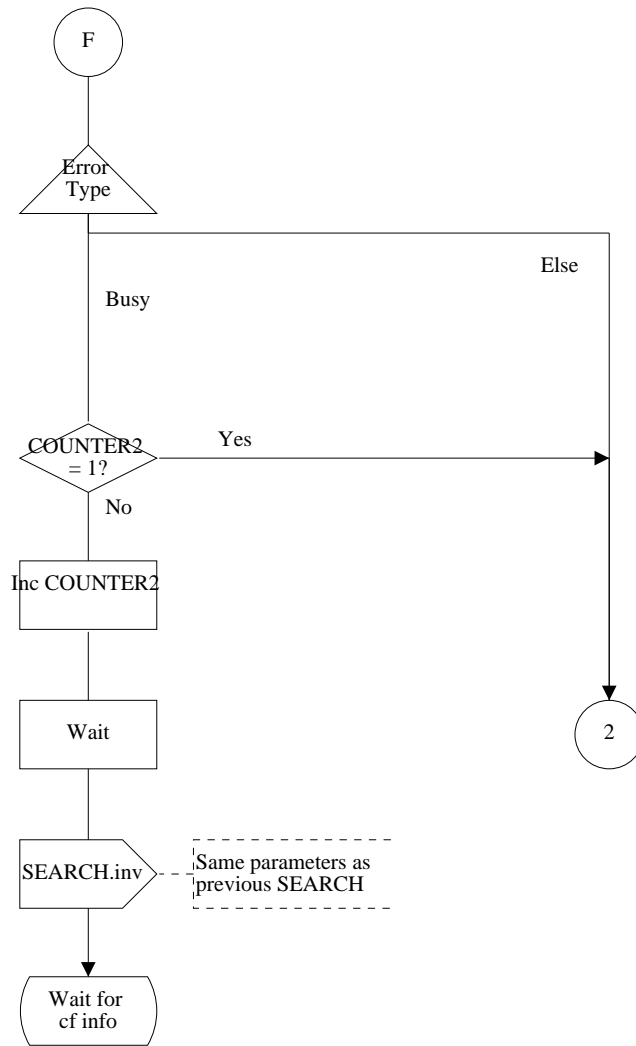 F
Error
Type
Else
Busy
COUNTER2
= 1?
Yes
No
Inc COUNTER2
Wait
2
SEARCH.inv
Same parameters as
previous SEARCH
Wait for
cf info